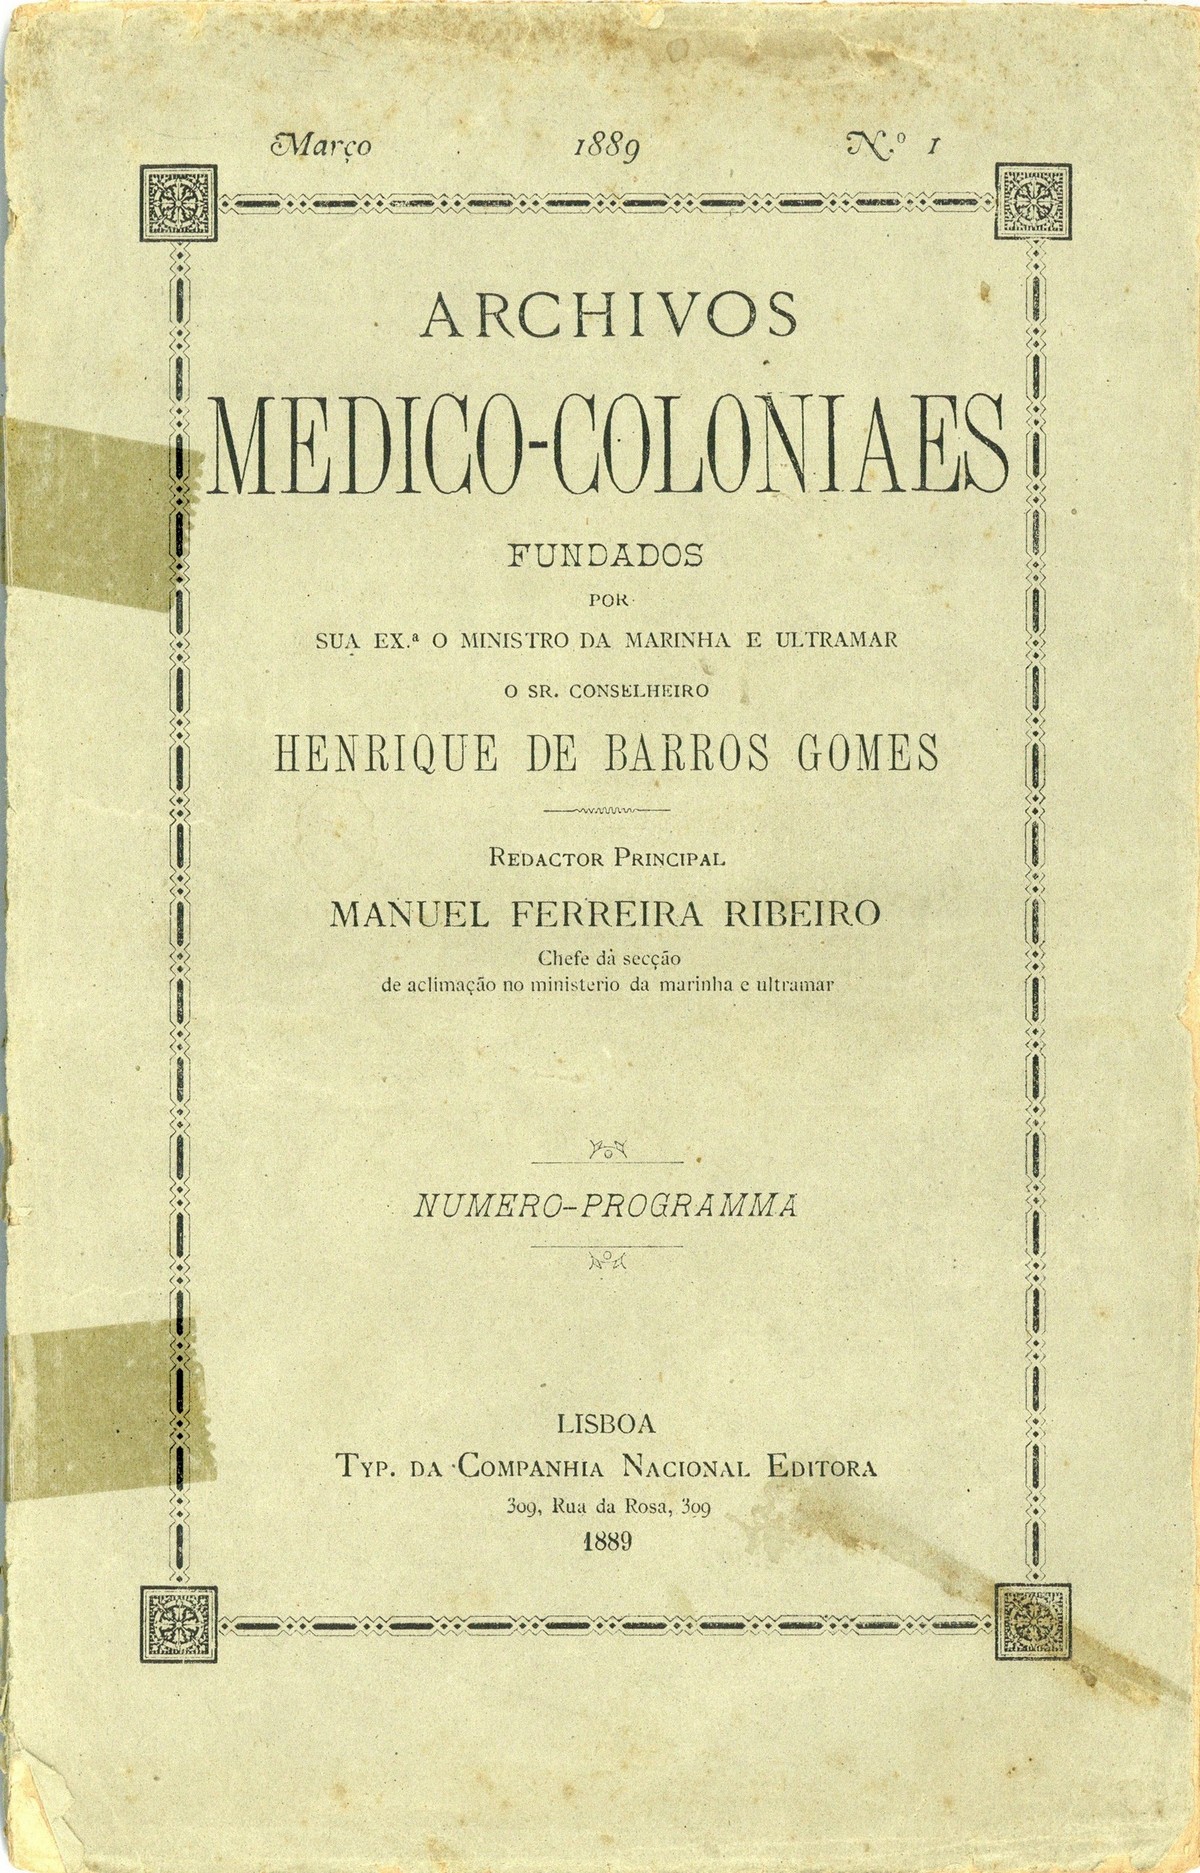 Março 1889 N.º 1
ARCHIVOS
MEDICO-COLONIAES
FUNDADOS
POR
SUA EX.ª O MINISTRO DA MARINHA E ULTRAMAR
O SR. CONSELHEIRO
HENRIQUE DE BARROS GOMES
REDACTOR PRINCIPAL
MANUEL FERREIRA RIBEIRO
Chefe da secção
de aclimação no ministerio da marinha e ultramar
NUMERO-PROGRAMMA
LISBOA
TYP. DA COMPANHIA NACIONAL EDITORA
309, Rua da Rosa, 309
1889